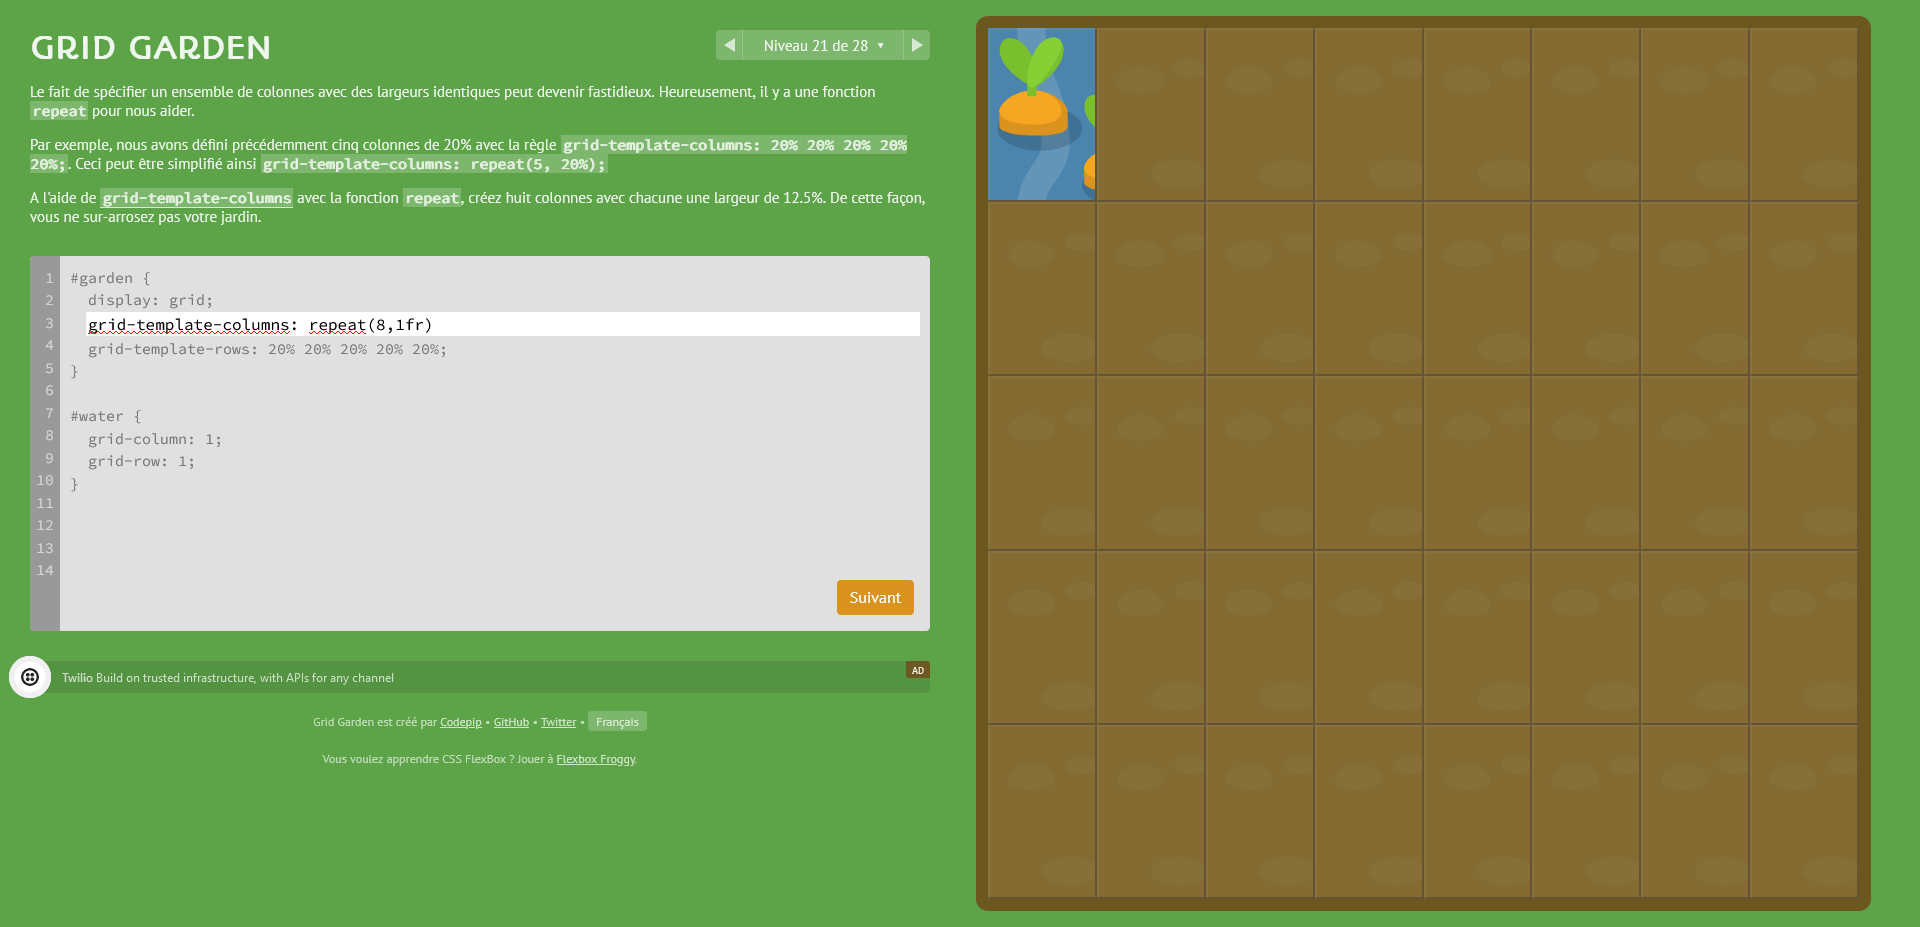 GRID GARDEN
Niveau 21 de 28 ▼
Le fait de spécifier un ensemble de colonnes avec des largeurs identiques peut devenir fastidieux. Heureusement, il y a une fonction
repeat pour nous aider.
Par exemple, nous avons défini précédemment cinq colonnes de 20% avec la règle grid-template-columns: 20% 20% 20% 20%
20%;. Ceci peut être simplifié ainsi grid-template-columns: repeat(5, 20%);
A l'aide de grid-template-columns avec la fonction repeat, créez huit colonnes avec chacune une largeur de 12.5%. De cette façon,
vous ne sur-arrosez pas votre jardin.
1 #garden {
2 display: grid;
3 grid-template-columns: repeat(8,1fr)
4 grid-template-rows: 20% 20% 20% 20% 20%;
5 }
6
7 #water {
8 grid-column: 1;
9 grid-row: 1;
10 }
11
12
13
14
Suivant
Twilio Build on trusted infrastructure, with APIs for any channel
AD
Grid Garden est créé par Codepip • GitHub • Twitter • Français
Vous voulez apprendre CSS FlexBox ? Jouer à Flexbox Froggy.